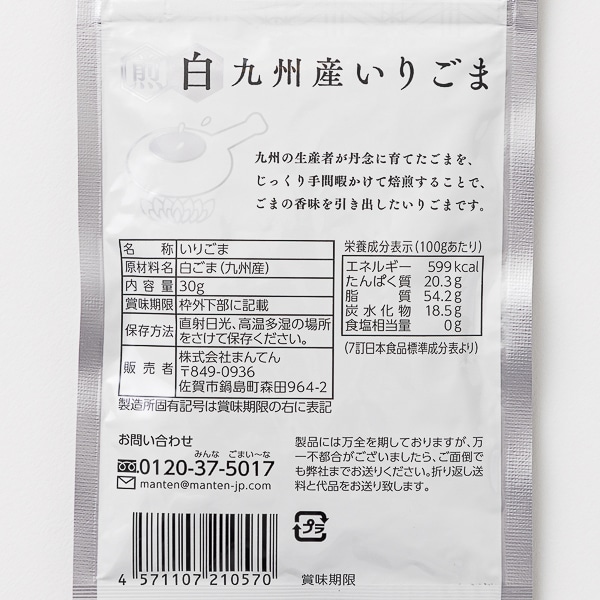 煎 白 九州産いりごま
九州の生産者が丹念に育てたごまを、
じっくり手間暇かけて焙煎することで、
ごまの香味を引き出したいりごまです。
名 称 いりごま
原材料名 白ごま(九州産)
内 容 量 30g
賞味期限 枠外下部に記載
保存方法 直射日光、高温多湿の場所
をさけて保存ください。
販 売 者 株式会社まんてん
〒849-0936
佐賀市鍋島町森田964-2
製造所固有記号は賞味期限の右に表記
栄養成分表示(100gあたり)
エネルギー 599kcal
たんぱく質 20.3g
脂 質 54.2g
炭水化物 18.5g
食塩相当量 0g
(7訂日本食品標準成分表より)
お問い合わせ
みんな ごまい〜な
0120-37-5017
manten@manten-jp.com
製品には万全を期しておりますが、万
一不都合がございましたら、ご面倒で
も弊社までお送りください。折り返し送
料と代品をお送り致します。
プラ
4 571107 210570
賞味期限